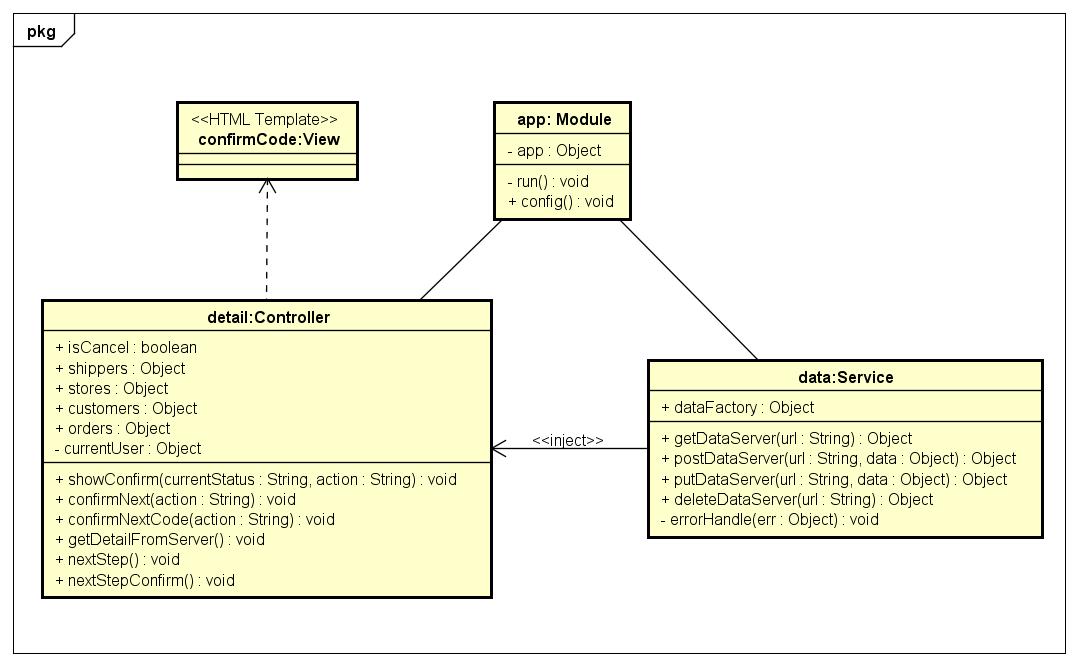 pkg
<<HTML Template>>
confirmCode:View
app: Module
- app : Object
- run() : void
+ config() : void
detail:Controller
+ isCancel : boolean
+ shippers : Object
+ stores : Object
+ customers : Object
+ orders : Object
- currentUser : Object
+ showConfirm(currentStatus : String, action : String) : void
+ confirmNext(action : String) : void
+ confirmNextCode(action : String) : void
+ getDetailFromServer() : void
+ nextStep() : void
+ nextStepConfirm() : void
<<inject>>
data:Service
+ dataFactory : Object
+ getDataServer(url : String) : Object
+ postDataServer(url : String, data : Object) : Object
+ putDataServer(url : String, data : Object) : Object
+ deleteDataServer(url : String) : Object
- errorHandle(err : Object) : void